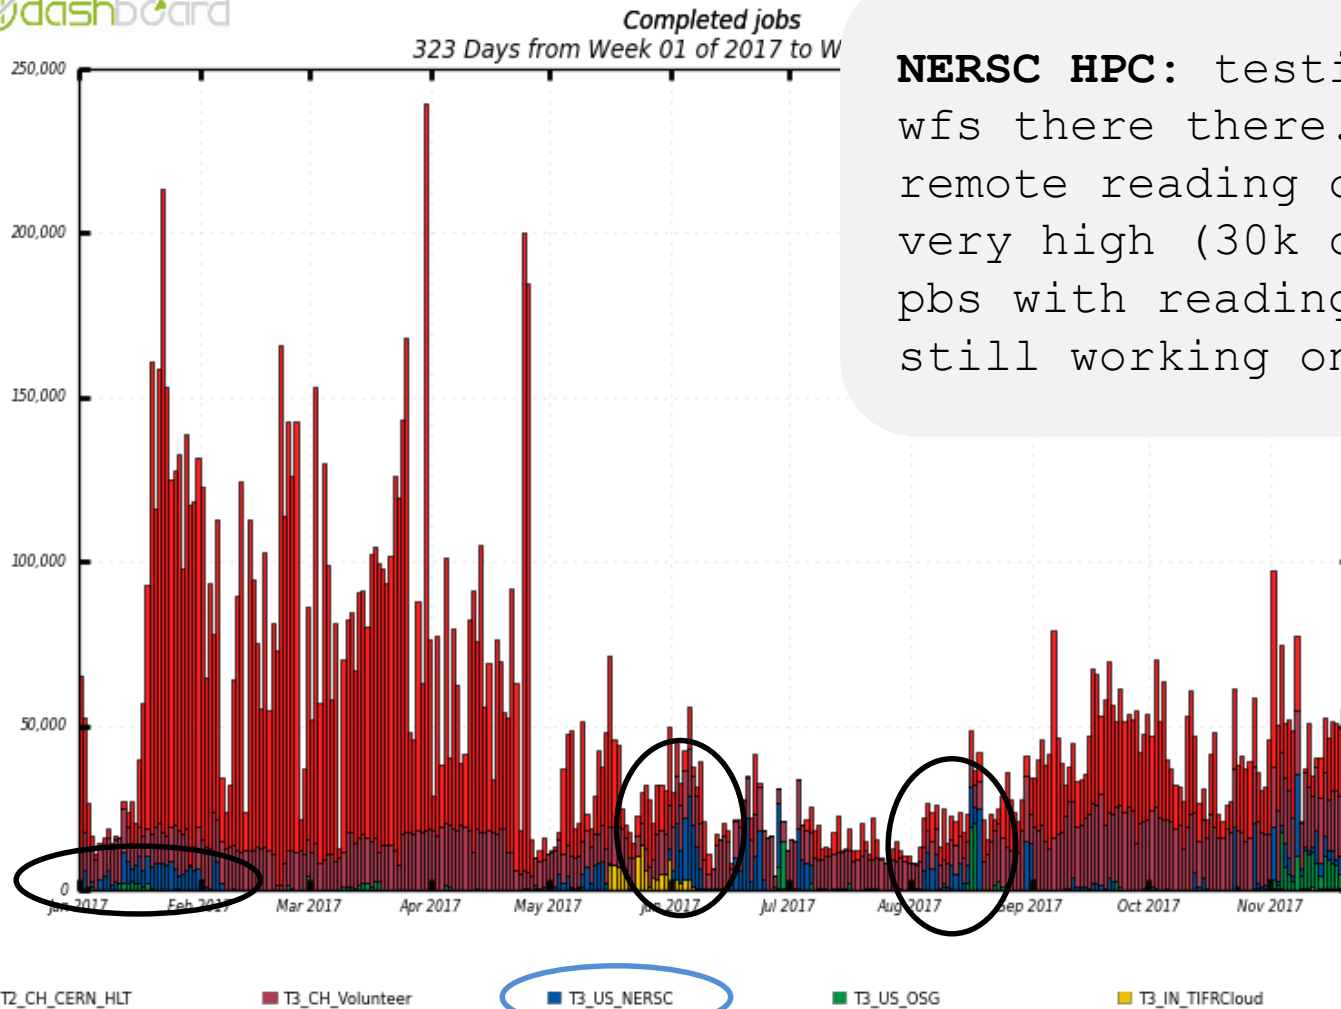 dashboard
Completed jobs
323 Days from Week 01 of 2017 to
NERSC HPC:
wfs there there.
remote reading
very high (30k
pbs with reading
still working
250,000
200,000
150,000
100,000
50,000
0
Jan 2017 Feb 2017 Mar 2017 Apr 2017 May 2017 Jun 2017 Jul 2017 Aug 2017 Sep 2017 Oct 2017 Nov 2017
T2_CH_CERN_HLT T3_CH_Volunteer T3_US_NERSC T3_US_OSG T3_IN_TIFRCloud